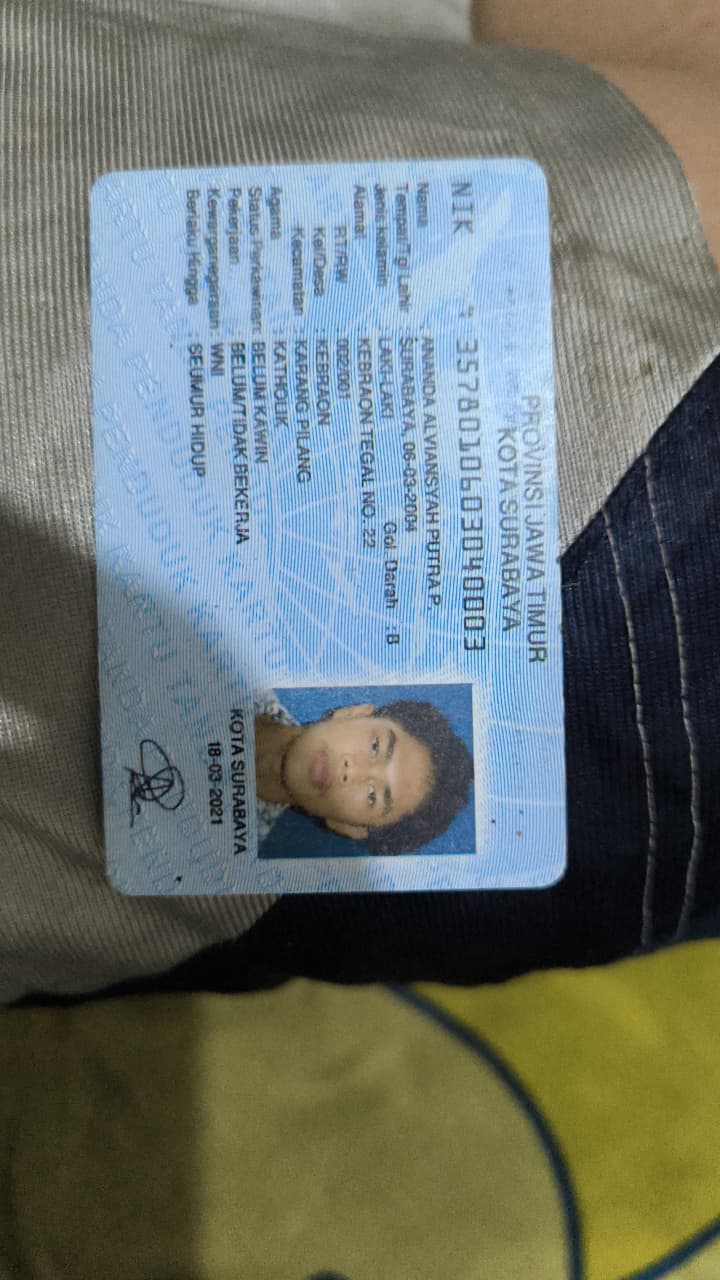 PROVINSI JAWA TIMUR
KOTA SURABAYA
NIK : 3578010603040003
Nama : ANANDA ALVIANSYAH PUTRA P.
Tempat/Tgl Lahir : SURABAYA, 06-03-2004
Jenis kelamin : LAKI-LAKI Gol. Darah : B
Alamat : KEBRAON TEGAL NO. 22
RT/RW : 002/001
Kel/Desa : KEBRAON
Kecamatan : KARANG PILANG
Agama : KATHOLIK
Status Perkawinan: BELUM KAWIN
Pekerjaan : BELUM/TIDAK BEKERJA
Kewarganegaraan: WNI
Berlaku Hingga : SEUMUR HIDUP
KOTA SURABAYA
18-03-2021